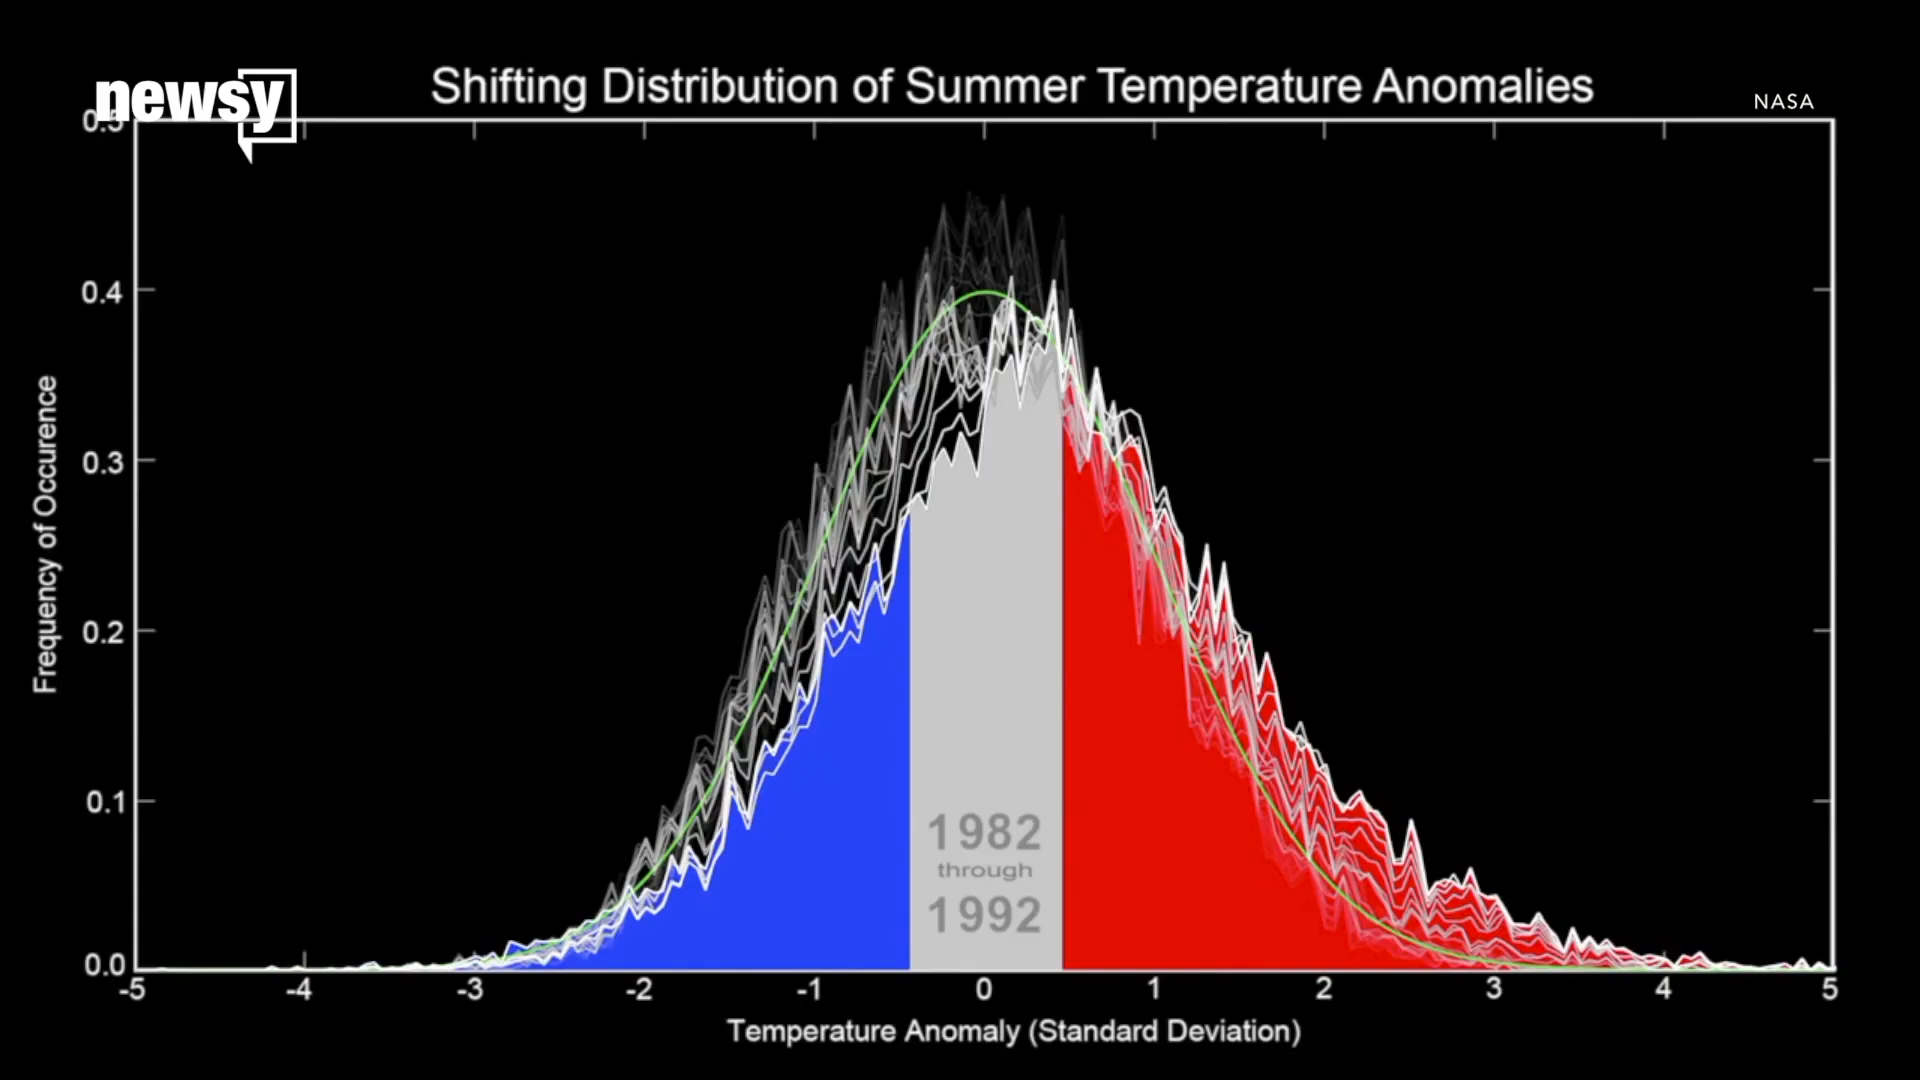 newsy
Shifting Distribution of Summer Temperature Anomalies
NASA
0.5
0.4
0.3
0.2
0.1
0.0
Frequency of Occurence
1982
through
1992
-5 -4 -3 -2 -1 0 1 2 3 4 5
Temperature Anomaly (Standard Deviation)